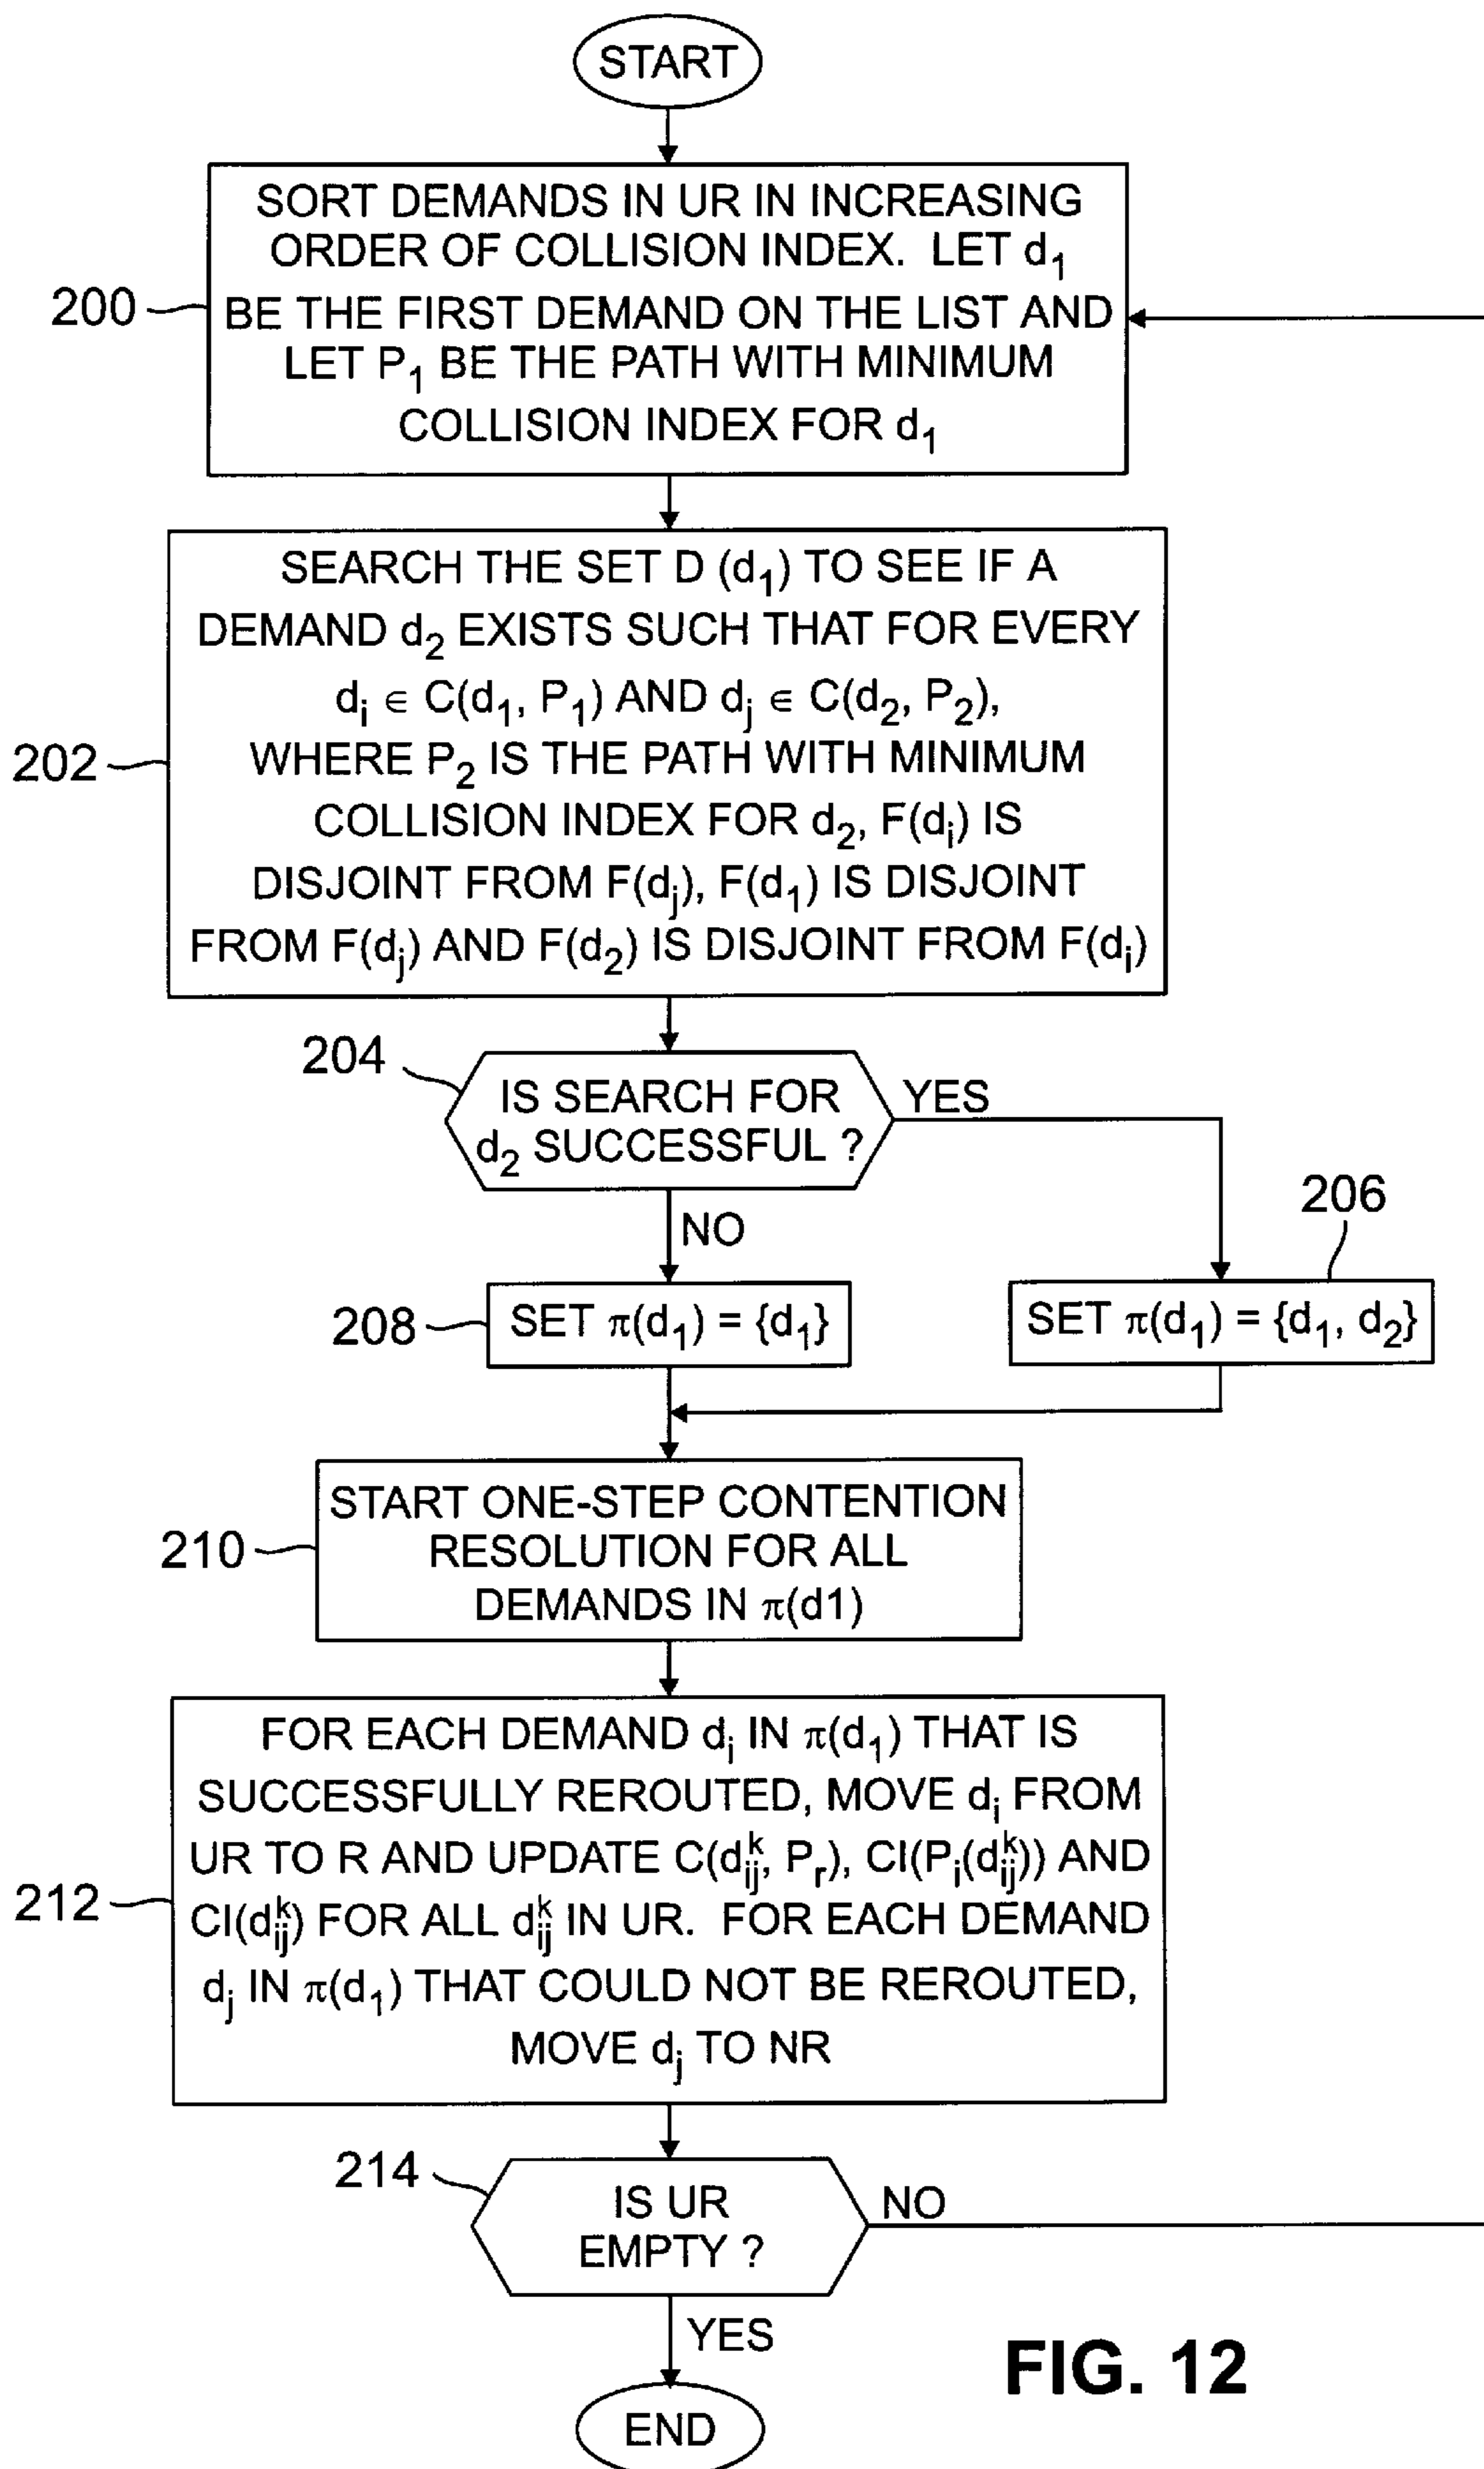 START
SORT DEMANDS IN UR IN INCREASING
ORDER OF COLLISION INDEX. LET d₁
BE THE FIRST DEMAND ON THE LIST AND
LET P₁ BE THE PATH WITH MINIMUM
COLLISION INDEX FOR d₁
200
SEARCH THE SET D (d₁) TO SEE IF A
DEMAND d₂ EXISTS SUCH THAT FOR EVERY
dᵢ ∈ C(d₁, P₁) AND dⱼ ∈ C(d₂, P₂),
WHERE P₂ IS THE PATH WITH MINIMUM
COLLISION INDEX FOR d₂, F(dᵢ) IS
DISJOINT FROM F(dⱼ), F(d₁) IS DISJOINT
FROM F(dⱼ) AND F(d₂) IS DISJOINT FROM F(dᵢ)
202
204
IS SEARCH FOR
d₂ SUCCESSFUL ?
YES
NO
206
208
SET π(d₁) = {d₁}
SET π(d₁) = {d₁, d₂}
START ONE-STEP CONTENTION
RESOLUTION FOR ALL
DEMANDS IN π(d1)
210
FOR EACH DEMAND dᵢ IN π(d₁) THAT IS
SUCCESSFULLY REROUTED, MOVE dᵢ FROM
UR TO R AND UPDATE C(dᵢⱼᵏ, Pᵣ), CI(Pᵢ(dᵢⱼᵏ)) AND
CI(dᵢⱼᵏ) FOR ALL dᵢⱼᵏ IN UR. FOR EACH DEMAND
dⱼ IN π(d₁) THAT COULD NOT BE REROUTED,
MOVE dⱼ TO NR
212
214
IS UR
EMPTY ?
NO
YES
END
FIG. 12